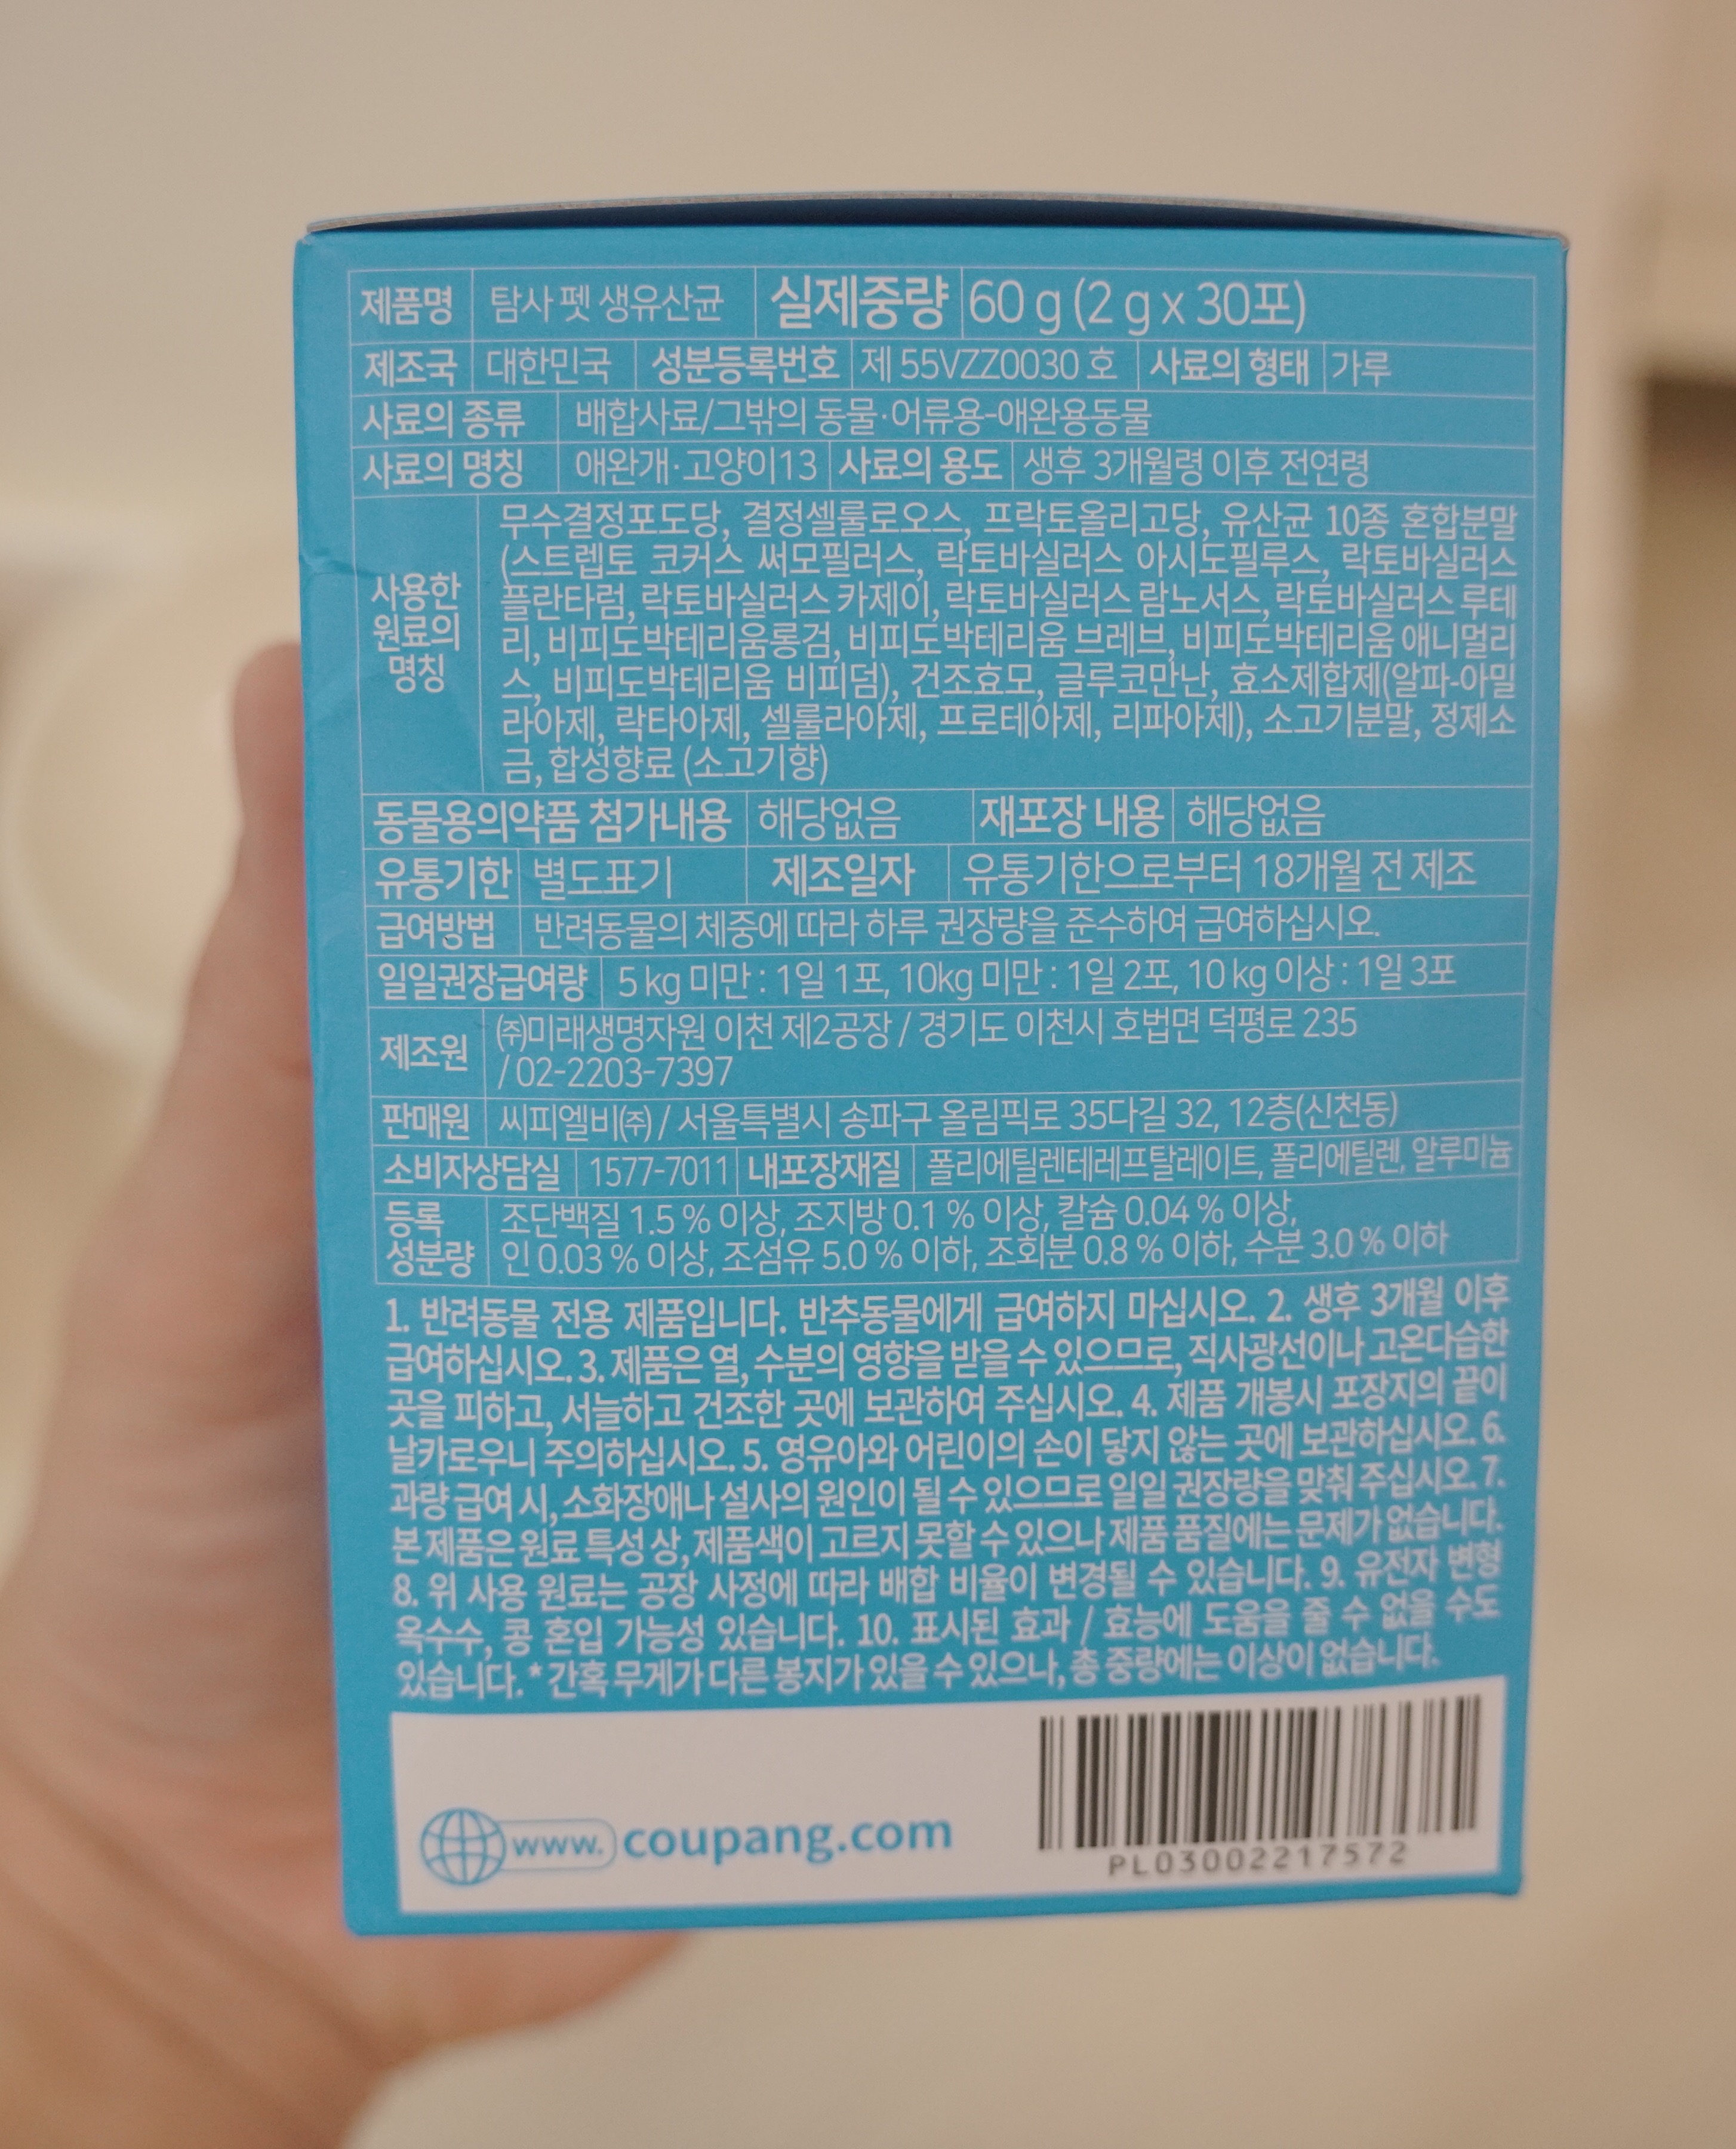 제품명 탐사 펫 생유산균 실제중량 60 g (2 g x 30포)
제조국 대한민국 성분등록번호 제 55VZZ0030 호 사료의 형태 가루
사료의 종류 배합사료/그밖의 동물·어류용-애완용동물
사료의 명칭 애완개·고양이13 사료의 용도 생후 3개월령 이후 전연령
사용한
원료의
명칭
무수결정포도당, 결정셀룰로오스, 프락토올리고당, 유산균 10종 혼합분말
(스트렙토 코커스 써모필러스, 락토바실러스 아시도필루스, 락토바실러스
플란타럼, 락토바실러스 카제이, 락토바실러스 람노서스, 락토바실러스 루테
리, 비피도박테리움롱검, 비피도박테리움 브레브, 비피도박테리움 애니멀리
스, 비피도박테리움 비피덤), 건조효모, 글루코만난, 효소제합제(알파-아밀
라아제, 락타아제, 셀룰라아제, 프로테아제, 리파아제), 소고기분말, 정제소
금, 합성향료 (소고기향)
동물용의약품 첨가내용 해당없음 재포장 내용 해당없음
유통기한 별도표기 제조일자 유통기한으로부터 18개월 전 제조
급여방법 반려동물의 체중에 따라 하루 권장량을 준수하여 급여하십시오.
일일권장급여량 5 kg 미만 : 1일 1포, 10kg 미만 : 1일 2포, 10 kg 이상 : 1일 3포
제조원 ㈜미래생명자원 이천 제2공장 / 경기도 이천시 호법면 덕평로 235
/ 02-2203-7397
판매원 씨피엘비㈜ / 서울특별시 송파구 올림픽로 35다길 32, 12층(신천동)
소비자상담실 1577-7011 내포장재질 폴리에틸렌테레프탈레이트, 폴리에틸렌, 알루미늄
등록
성분량
조단백질 1.5 % 이상, 조지방 0.1 % 이상, 칼슘 0.04 % 이상,
인 0.03 % 이상, 조섬유 5.0 % 이하, 조회분 0.8 % 이하, 수분 3.0 % 이하
1. 반려동물 전용 제품입니다. 반추동물에게 급여하지 마십시오. 2. 생후 3개월 이후
급여하십시오. 3. 제품은 열, 수분의 영향을 받을 수 있으므로, 직사광선이나 고온다습한
곳을 피하고, 서늘하고 건조한 곳에 보관하여 주십시오. 4. 제품 개봉시 포장지의 끝이
날카로우니 주의하십시오. 5. 영유아와 어린이의 손이 닿지 않는 곳에 보관하십시오. 6.
과량 급여 시, 소화장애나 설사의 원인이 될 수 있으므로 일일 권장량을 맞춰 주십시오. 7.
본 제품은 원료 특성 상, 제품색이 고르지 못할 수 있으나 제품 품질에는 문제가 없습니다.
8. 위 사용 원료는 공장 사정에 따라 배합 비율이 변경될 수 있습니다. 9. 유전자 변형
옥수수, 콩 혼입 가능성 있습니다. 10. 표시된 효과 / 효능에 도움을 줄 수 없을 수도
있습니다. * 간혹 무게가 다른 봉지가 있을 수 있으나, 총 중량에는 이상이 없습니다.
www. coupang.com
PL03002217572